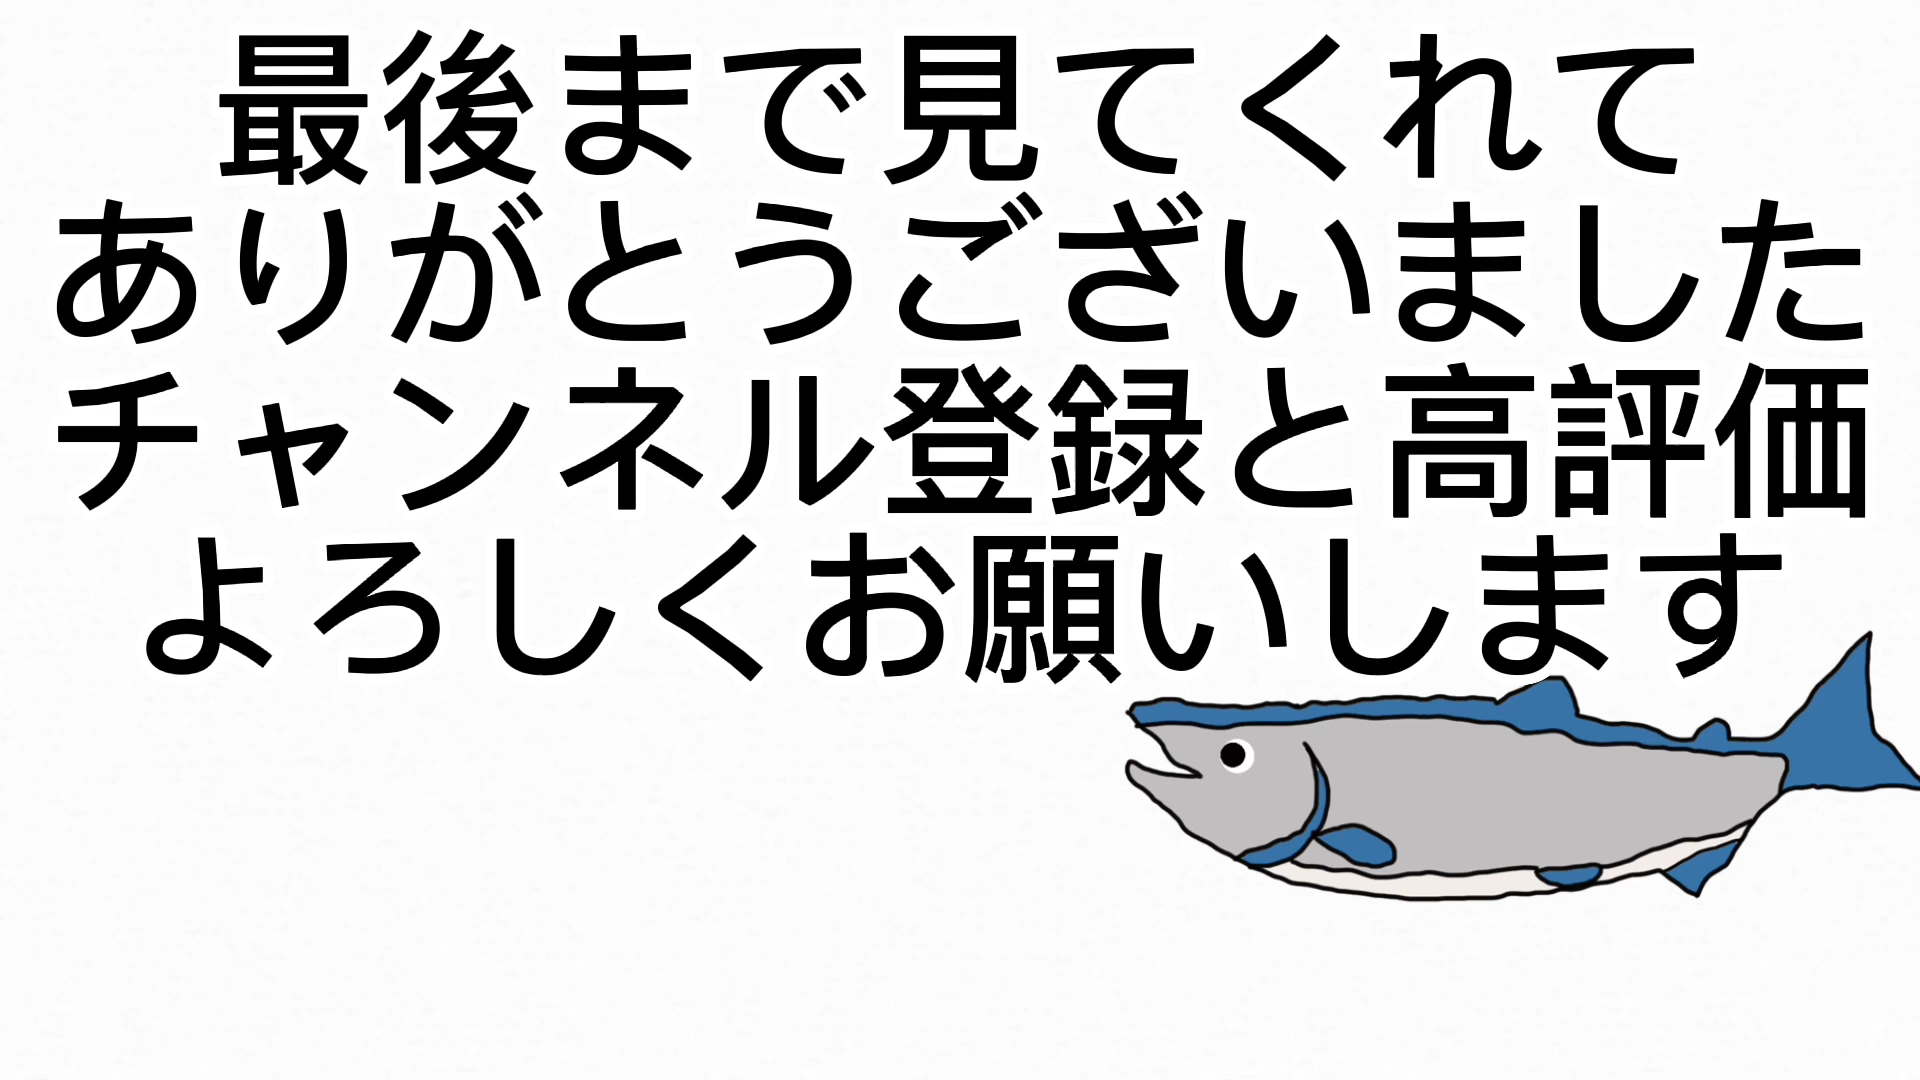 最後まで見てくれて
ありがとうございました
チャンネル登録と高評価
よろしくお願いします